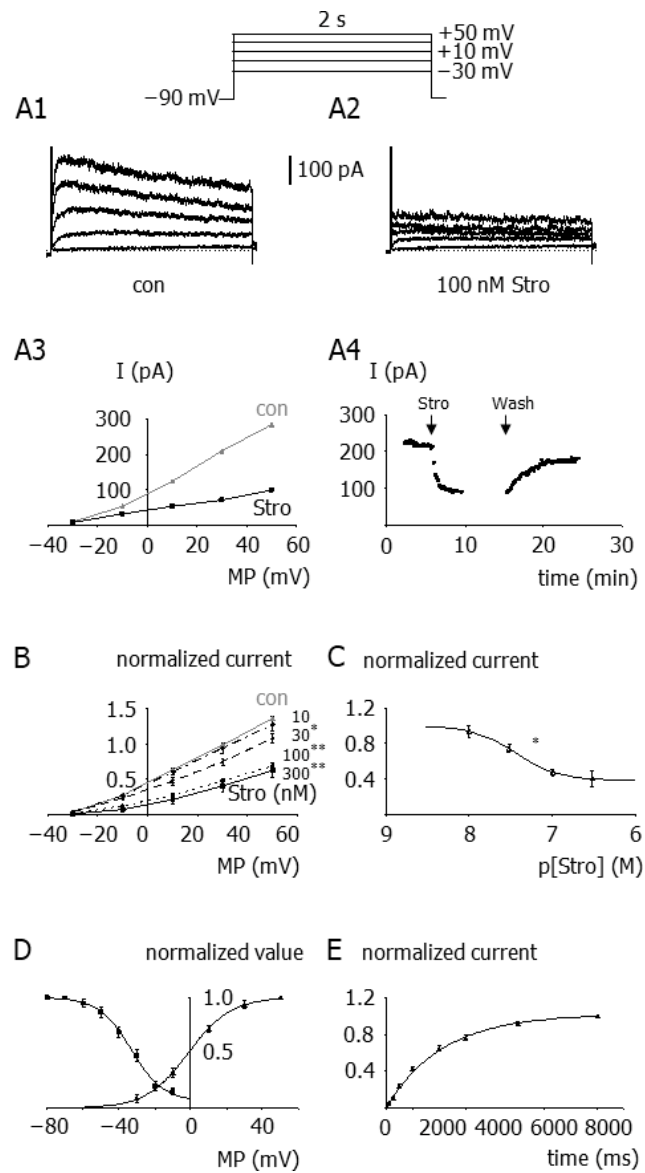 2 s
+50 mV
+10 mV
−30 mV
−90 mV
A1
A2
100 pA
con
100 nM Stro
A3
I (pA)
con
300
200
100
Stro
−40 −20 0 20 40 60
MP (mV)
A4
I (pA)
Stro
Wash
300
200
100
0 10 20 30
time (min)
B
normalized current
con
1.5
1.0
0.5
10
30*
100**
300**
Stro (nM)
−40 −20 0 20 40 60
MP (mV)
C
normalized current
1.2
0.8
0.4
*
9 8 7 6
p[Stro] (M)
D
normalized value
1.0
0.5
−80 −40 0 40
MP (mV)
E
normalized current
1.2
0.8
0.4
0 2000 4000 6000 8000
time (ms)